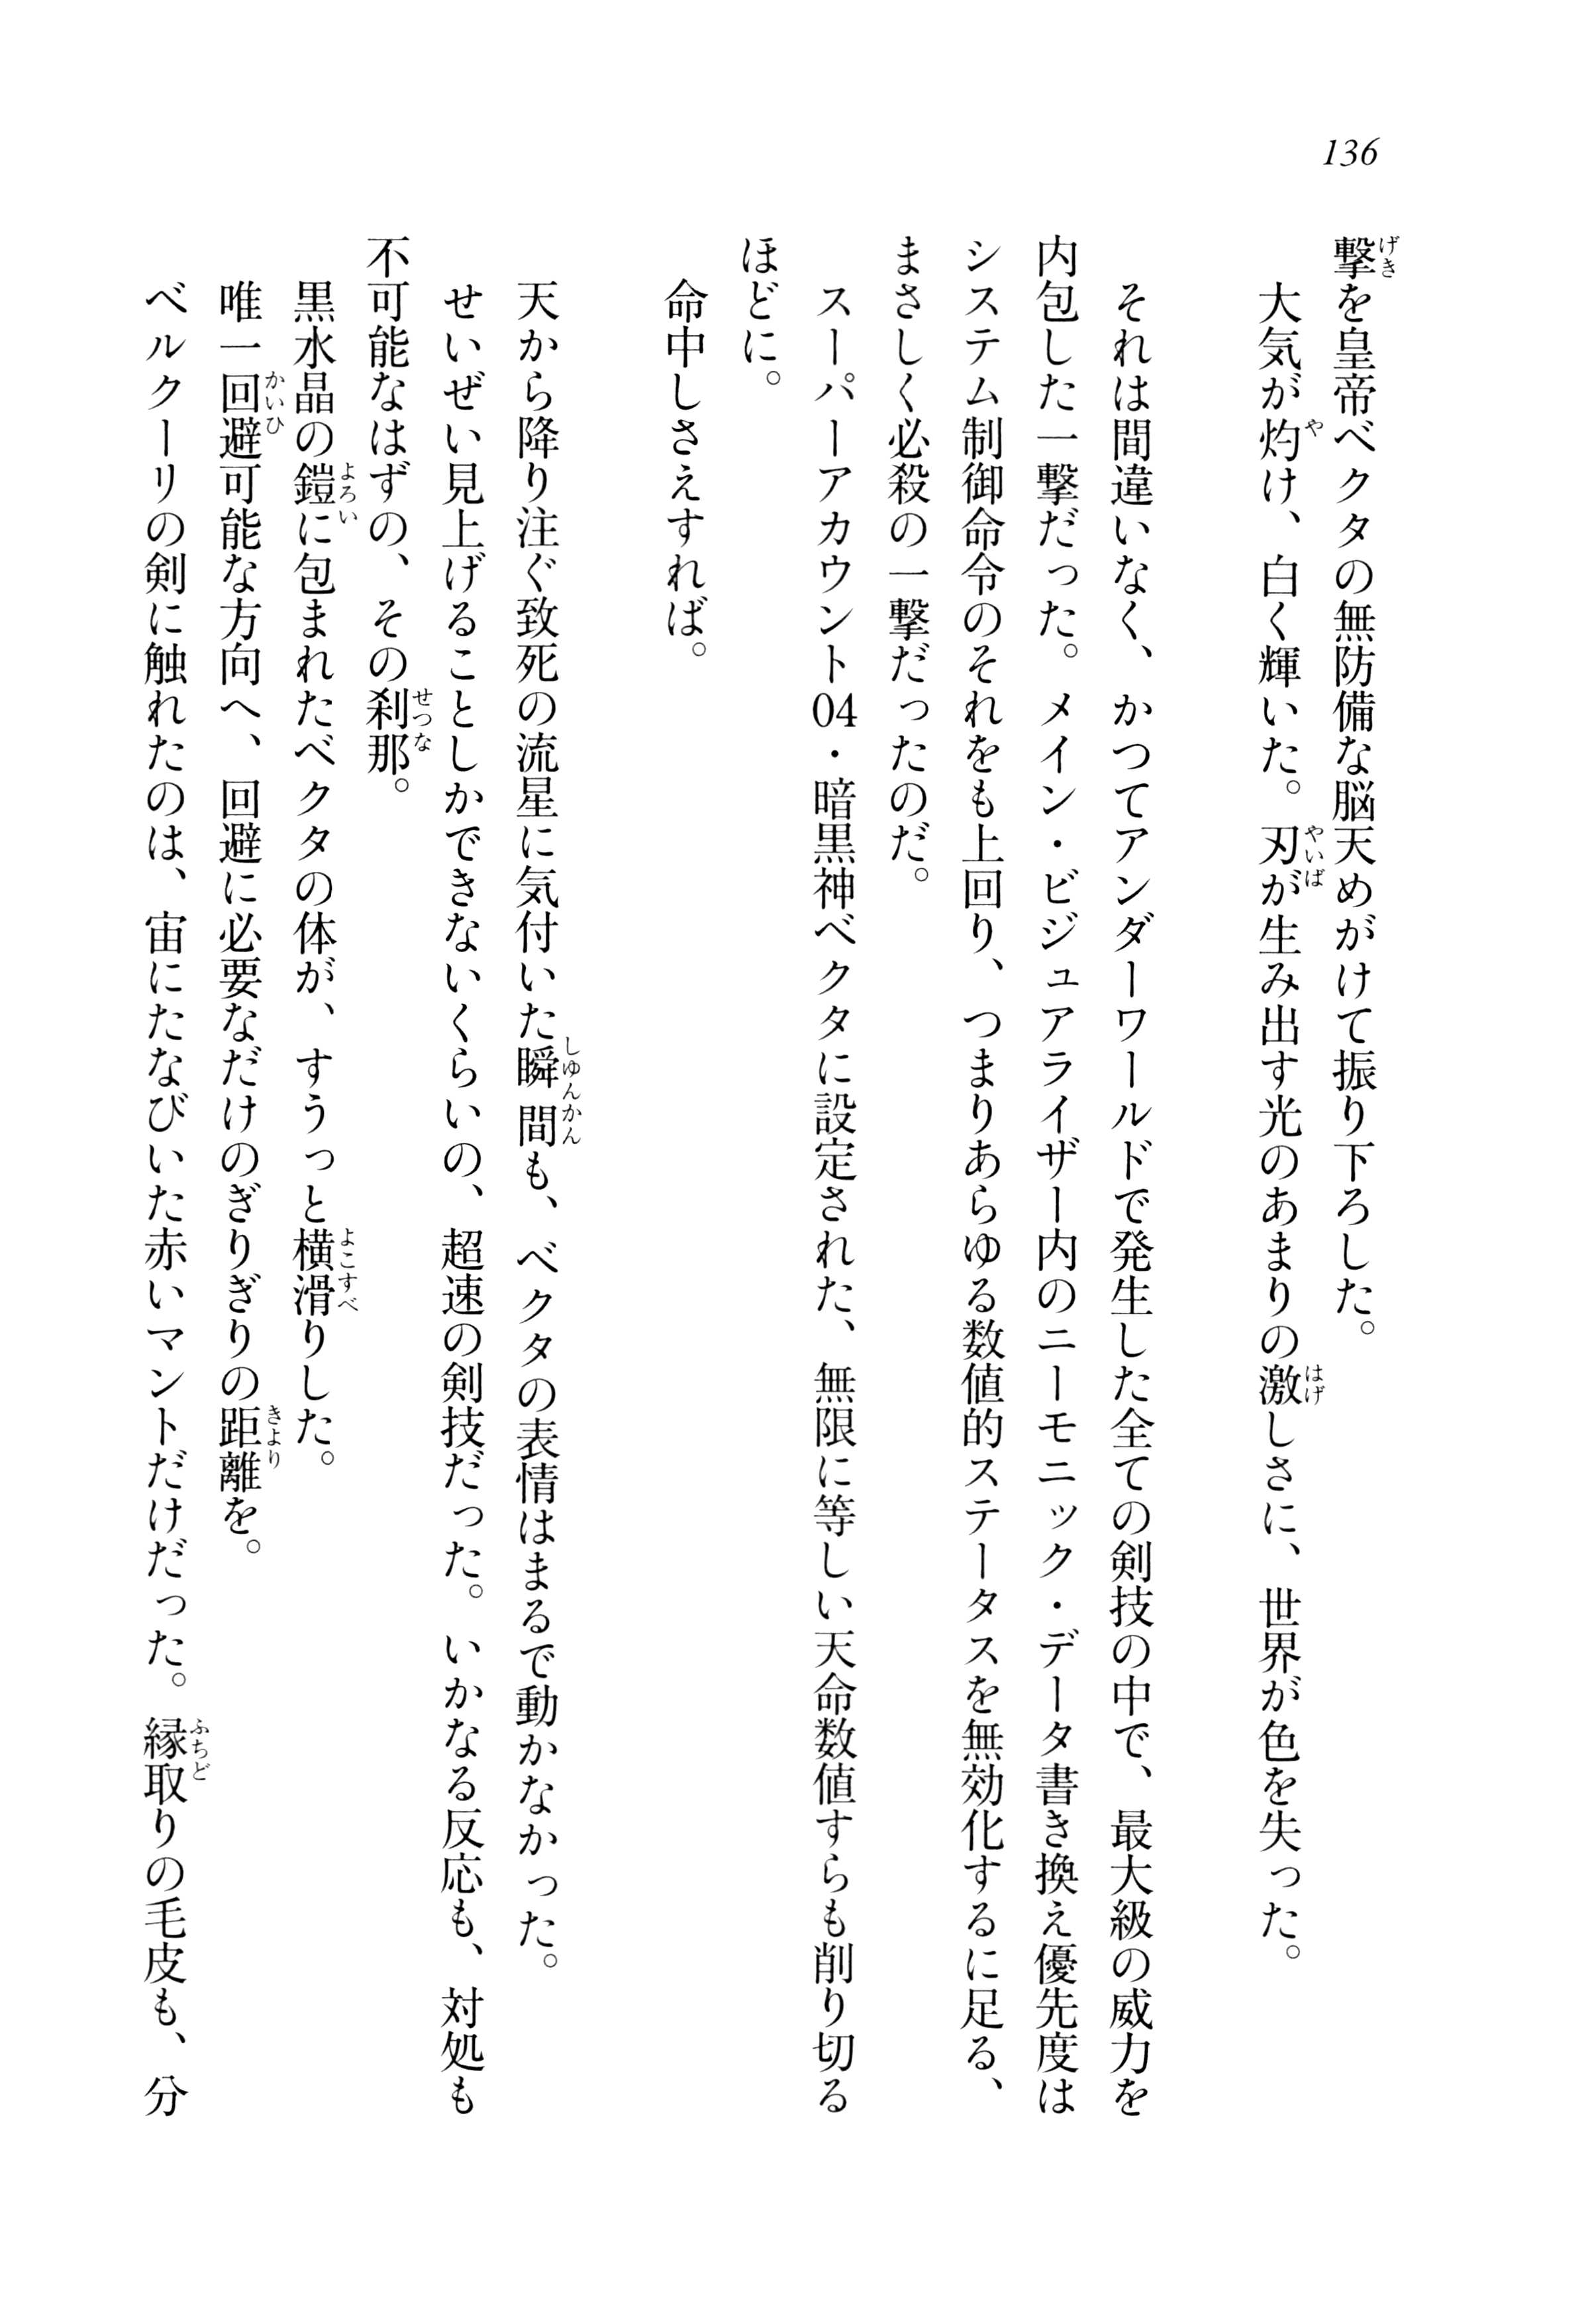 136
撃を皇帝ベクタの無防備な脳天めがけて振り下ろした。
大気が灼け、白く輝いた。刃が生み出す光のあまりの激しさに、世界が色を失った。
それは間違いなく、かつてアンダーワールドで発生した全ての剣技の中で、最大級の威力を
内包した一撃だった。メイン・ビジュアライザー内のニーモニック・データ書き換え優先度は
システム制御命令のそれをも上回り、つまりあらゆる数値的ステータスを無効化するに足る、
まさしく必殺の一撃だったのだ。
スーパーアカウント04・暗黒神ベクタに設定された、無限に等しい天命数値すらも削り切る
ほどに。
命中しさえすれば。
天から降り注ぐ致死の流星に気付いた瞬間も、ベクタの表情はまるで動かなかった。
せいぜい見上げることしかできないくらいの、超速の剣技だった。いかなる反応も、対処も
不可能なはずの、その刹那。
黒水晶の鎧に包まれたベクタの体が、すうっと横滑りした。
唯一回避可能な方向へ、回避に必要なだけのぎりぎりの距離を。
ベルクーリの剣に触れたのは、宙にたなびいた赤いマントだけだった。縁取りの毛皮も、分